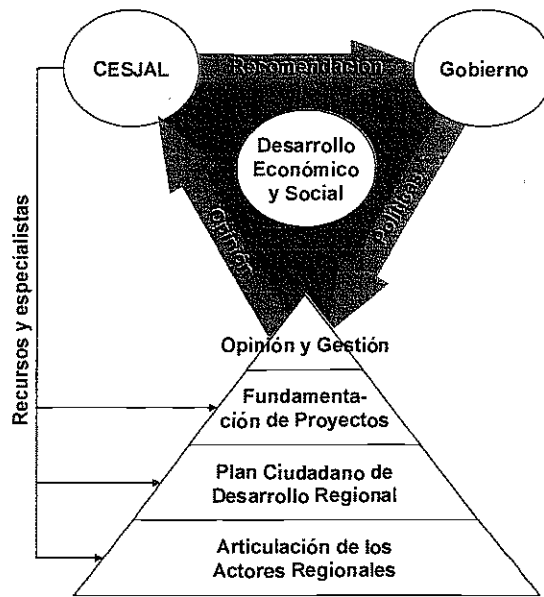 CESJAL
Recomendación
Gobierno
Desarrollo
Económico
y Social
Opinión
Políticas
Recursos y especialistas
Opinión y Gestión
Fundamenta-
ción de Proyectos
Plan Ciudadano de
Desarrollo Regional
Articulación de los
Actores Regionales